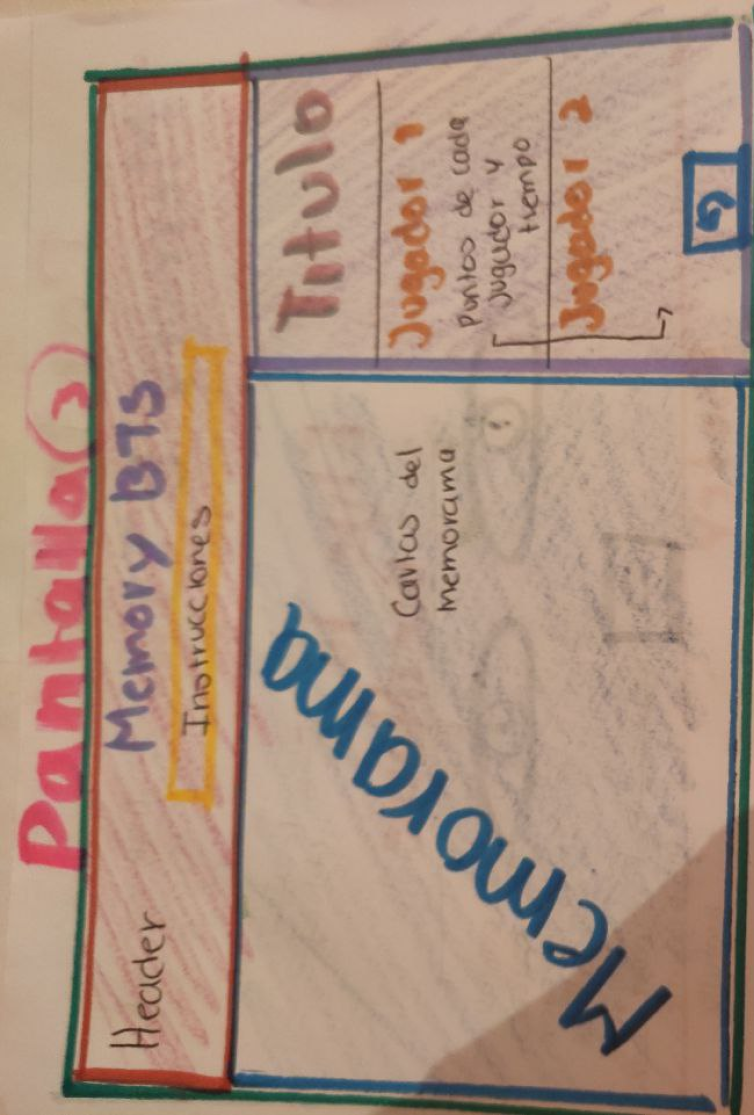 Pantalla 3
Header
Memory BTS
Instrucciones
Memorama
Cartas del
Memorama
Titulo
Jugador 1
Puntos de cada
Jugador y
tiempo
Jugador 2